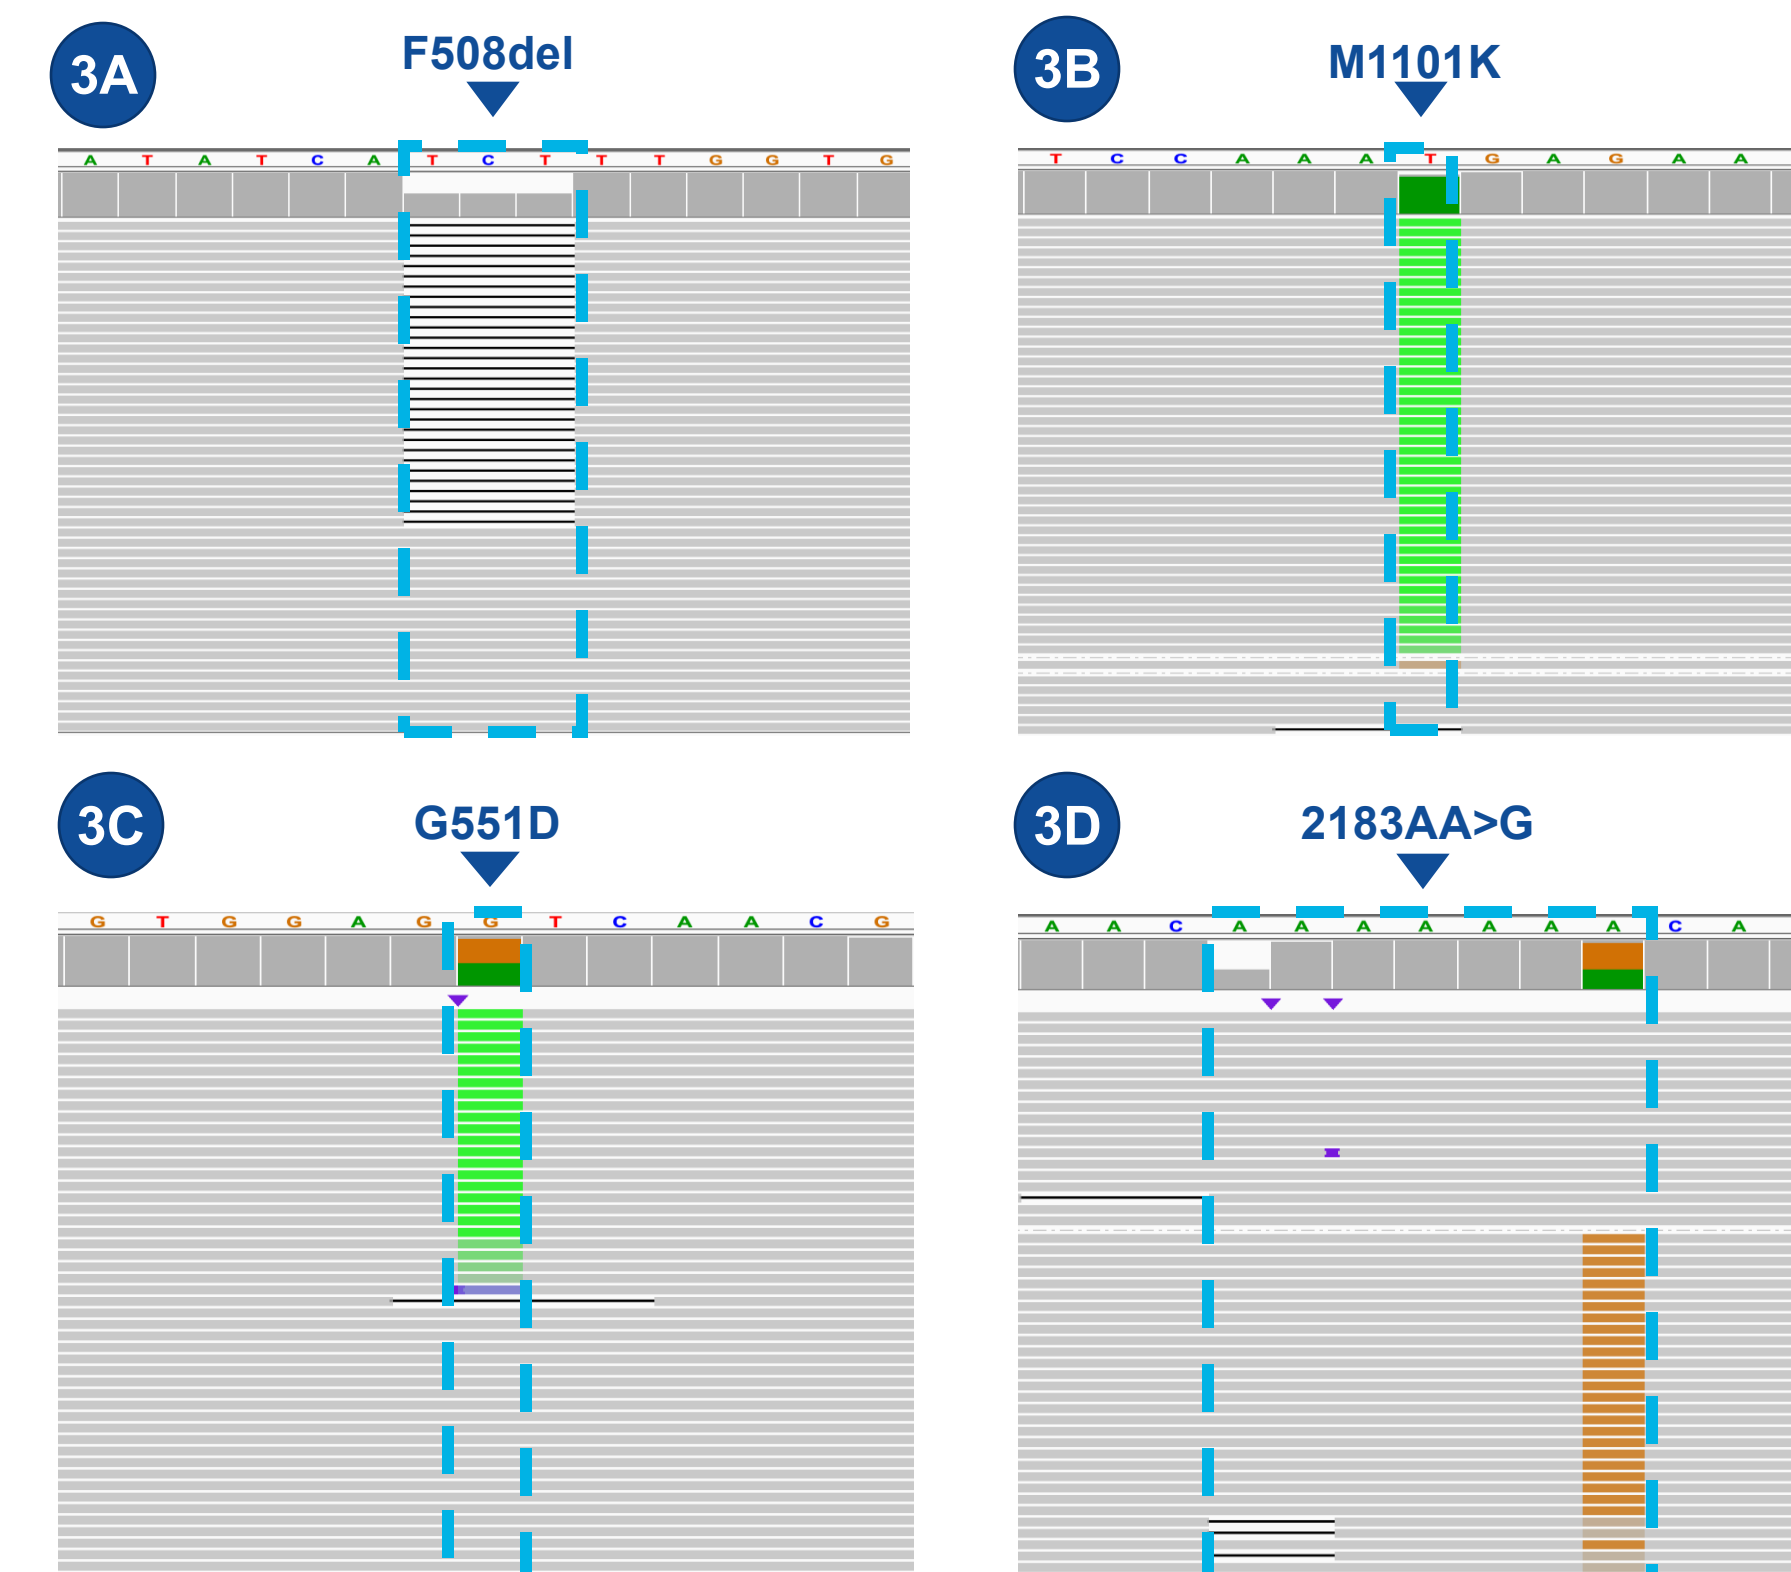 3A
F508del
A T A T C A T C T T T G G T G
3B
M1101K
T C C A A A T G A G A A
3C
G551D
G T G G A G G T C A A C G
3D
2183AA>G
A A C A A A A A A A C A